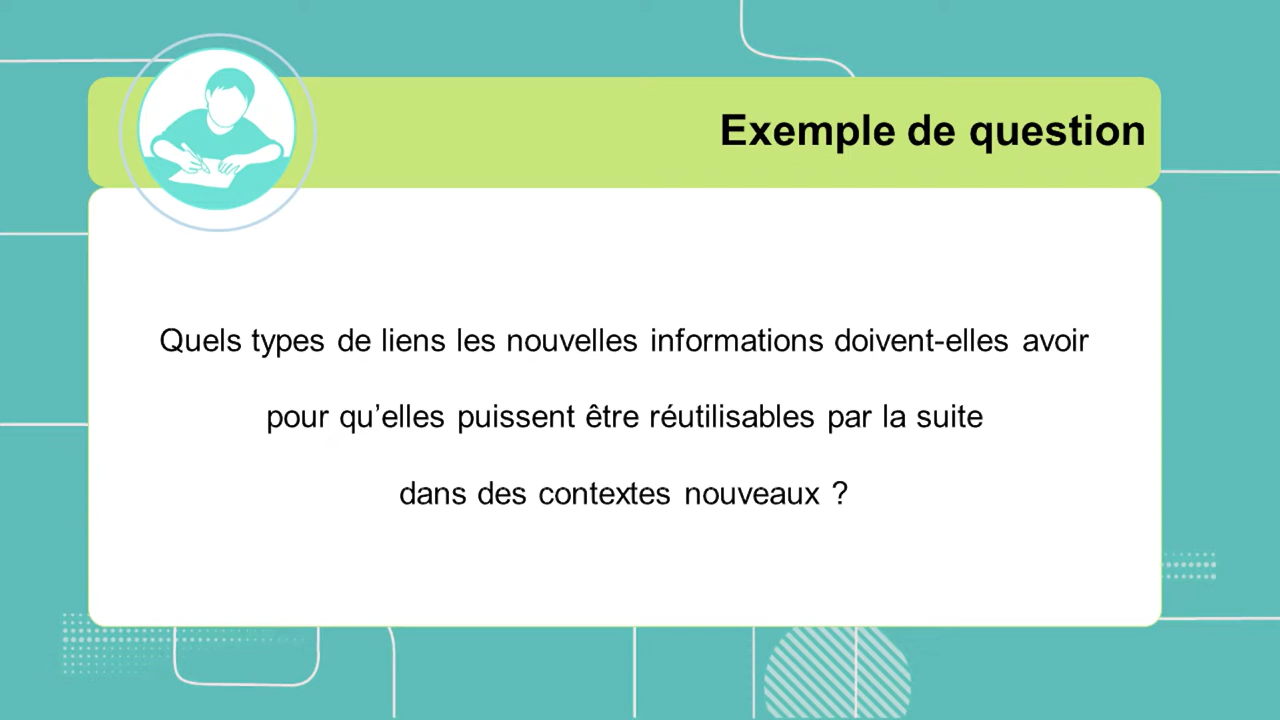 Exemple de question
Quels types de liens les nouvelles informations doivent-elles avoir
pour qu’elles puissent être réutilisables par la suite
dans des contextes nouveaux ?